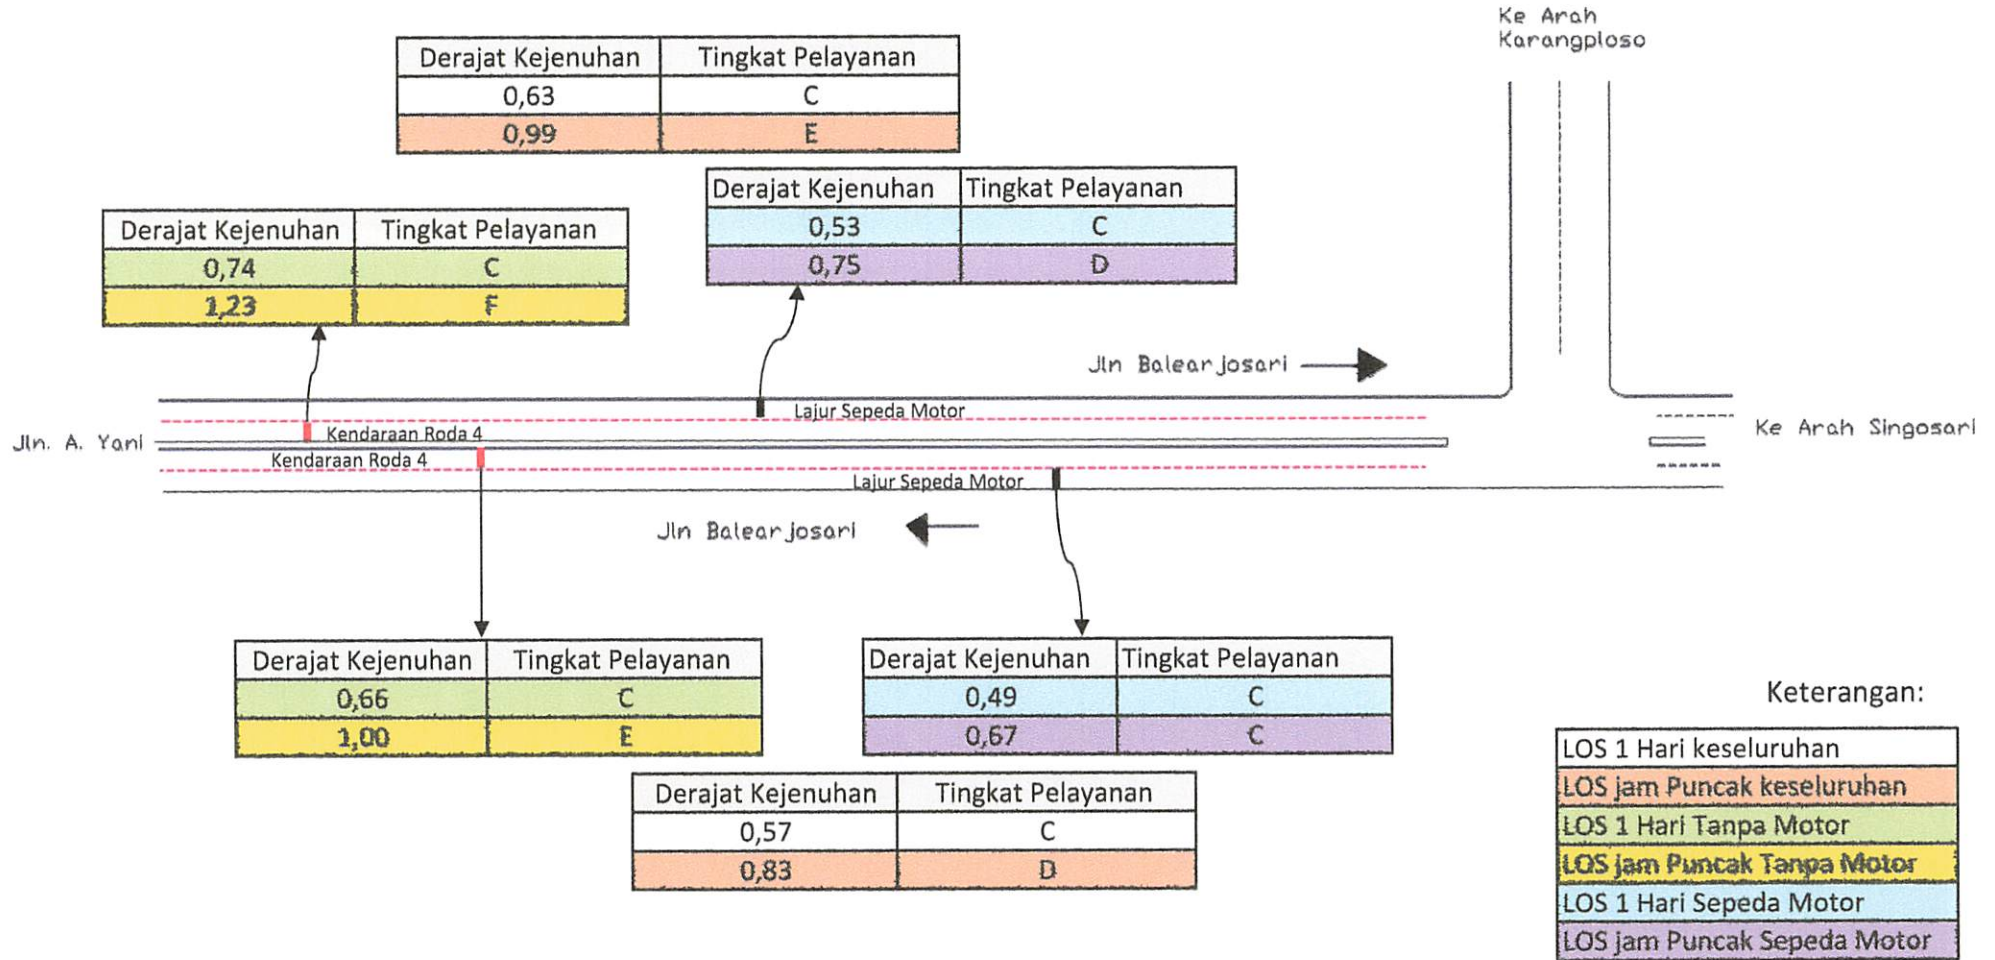 Ke Arah
Karangploso
Derajat Kejenuhan Tingkat Pelayanan
0,63 C
0,99 E
Derajat Kejenuhan Tingkat Pelayanan
0,53 C
0,75 D
Derajat Kejenuhan Tingkat Pelayanan
0,74 C
1,23 F
Jln Balearjosari
Lajur Sepeda Motor
Jln. A. Yani
Kendaraan Roda 4
Ke Arah Singosari
Kendaraan Roda 4
Lajur Sepeda Motor
Jln Balearjosari
Derajat Kejenuhan Tingkat Pelayanan
0,66 C
1,00 E
Derajat Kejenuhan Tingkat Pelayanan
0,49 C
0,67 C
Derajat Kejenuhan Tingkat Pelayanan
0,57 C
0,83 D
Keterangan:
LOS 1 Hari keseluruhan
LOS jam Puncak keseluruhan
LOS 1 Hari Tanpa Motor
LOS jam Puncak Tanpa Motor
LOS 1 Hari Sepeda Motor
LOS jam Puncak Sepeda Motor